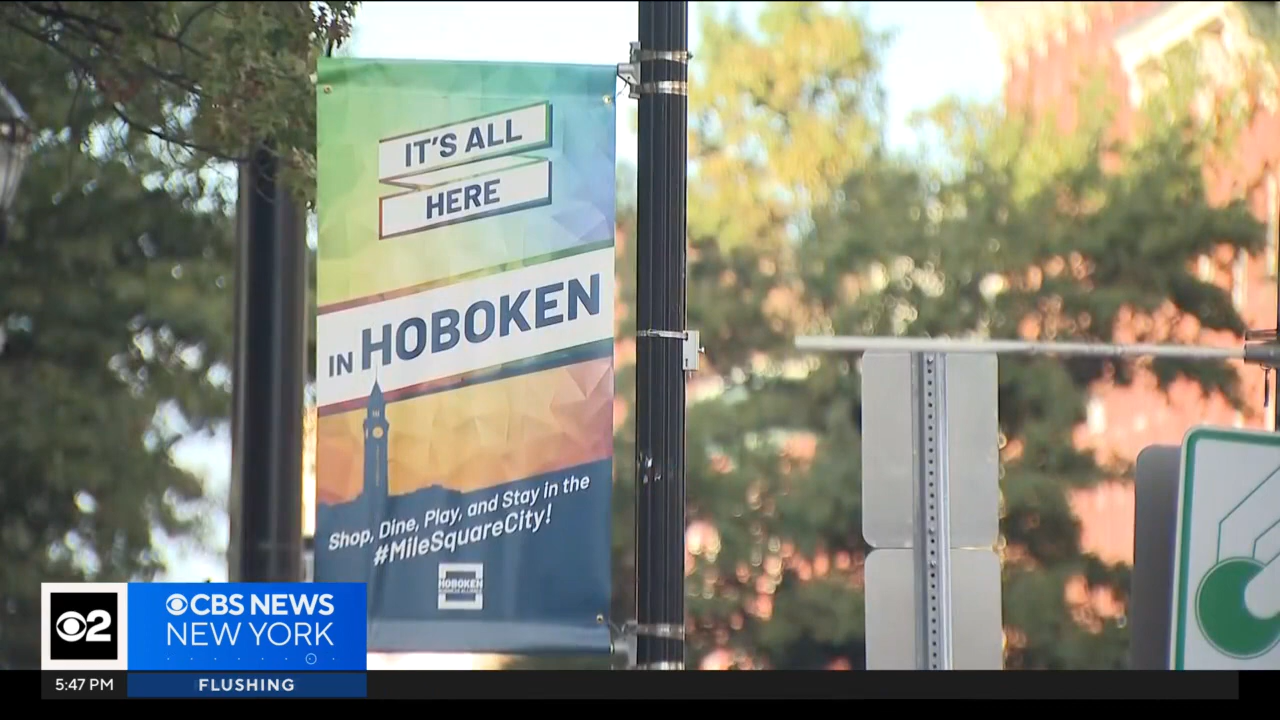 IT'S ALL
HERE
IN HOBOKEN
Shop, Dine, Play, and Stay in the
#MileSquareCity!
HOBOKEN
2
CBS NEWS
NEW YORK
5:47 PM
FLUSHING